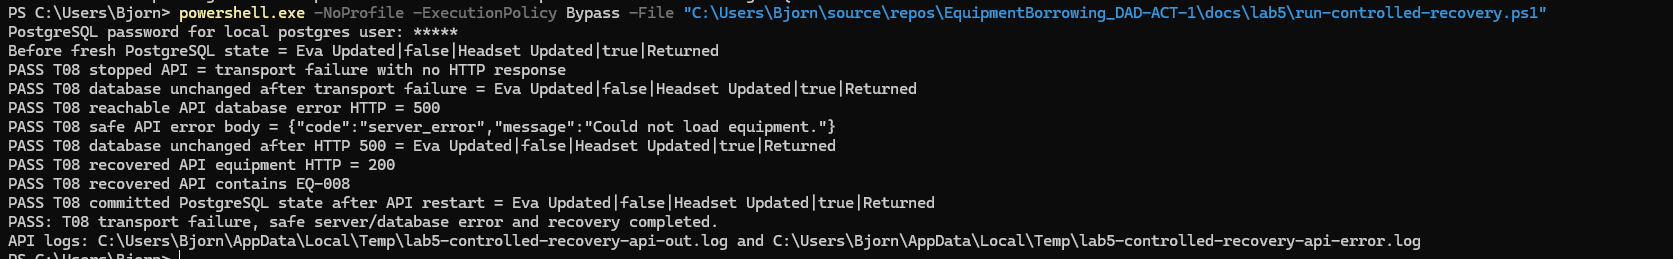 PS C:\Users\Bjorn> powershell.exe -NoProfile -ExecutionPolicy Bypass -File "C:\Users\Bjorn\source\repos\EquipmentBorrowing_DAD-ACT-1\docs\lab5\run-controlled-recovery.ps1"
PostgreSQL password for local postgres user: *****
Before fresh PostgreSQL state = Eva Updated|false|Headset Updated|true|Returned
PASS T08 stopped API = transport failure with no HTTP response
PASS T08 database unchanged after transport failure = Eva Updated|false|Headset Updated|true|Returned
PASS T08 reachable API database error HTTP = 500
PASS T08 safe API error body = {"code":"server_error","message":"Could not load equipment."}
PASS T08 database unchanged after HTTP 500 = Eva Updated|false|Headset Updated|true|Returned
PASS T08 recovered API equipment HTTP = 200
PASS T08 recovered API contains EQ-008
PASS T08 committed PostgreSQL state after API restart = Eva Updated|false|Headset Updated|true|Returned
PASS: T08 transport failure, safe server/database error and recovery completed.
API logs: C:\Users\Bjorn\AppData\Local\Temp\lab5-controlled-recovery-api-out.log and C:\Users\Bjorn\AppData\Local\Temp\lab5-controlled-recovery-api-error.log
PS C:\Users\Bjorn>